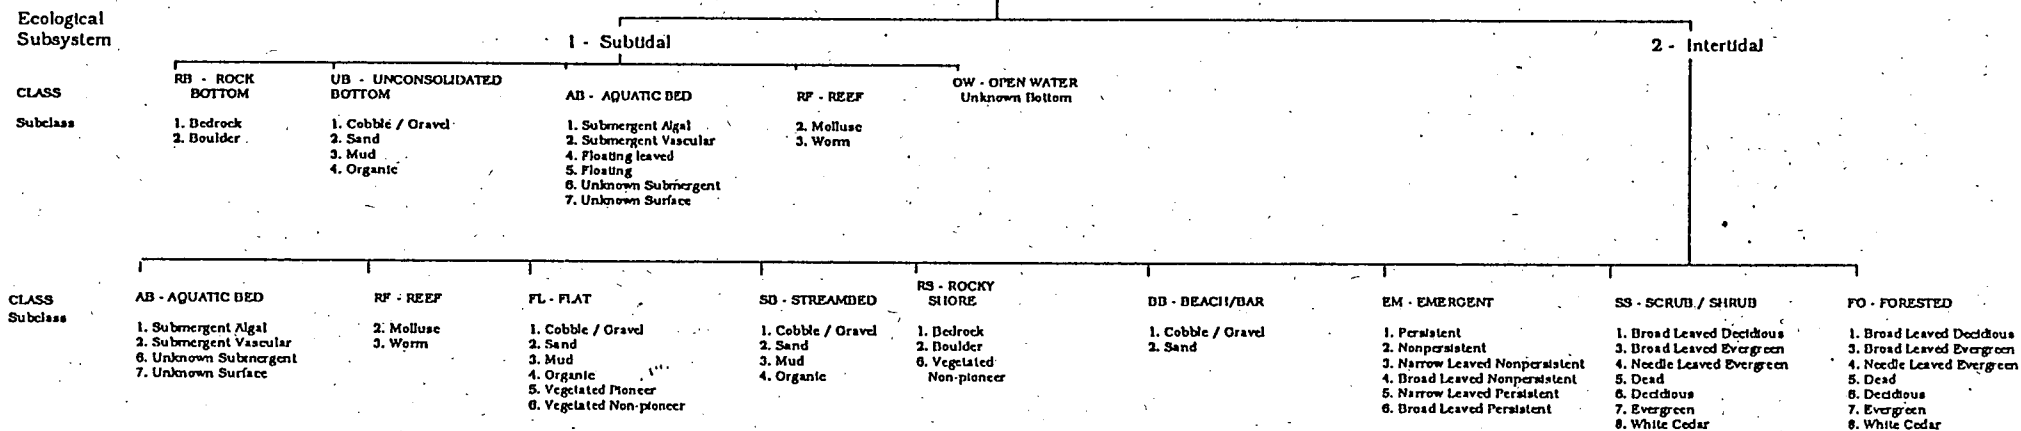 Ecological
Subsystem
1 - Subtidal
2 - Intertidal
CLASS
RB - ROCK
BOTTOM
UB - UNCONSOLIDATED
BOTTOM
AB - AQUATIC BED
RF - REEF
OW - OPEN WATER
Unknown Bottom
Subclass
1. Bedrock
2. Boulder
1. Cobble / Gravel
2. Sand
3. Mud
4. Organic
1. Submergent Algal
2. Submergent Vascular
4. Floating leaved
5. Floating
6. Unknown Submergent
7. Unknown Surface
2. Mollusc
3. Worm
CLASS
Subclass
AB - AQUATIC BED
1. Submergent Algal
2. Submergent Vascular
6. Unknown Submergent
7. Unknown Surface
RF - REEF
2. Mollusc
3. Worm
FL - FLAT
1. Cobble / Gravel
2. Sand
3. Mud
4. Organic
5. Vegetated Pioneer
6. Vegetated Non-pioneer
SB - STREAMBED
1. Cobble / Gravel
2. Sand
3. Mud
4. Organic
RS - ROCKY
SHORE
1. Bedrock
2. Boulder
6. Vegetated
Non-pioneer
BB - BEACH/BAR
1. Cobble / Gravel
2. Sand
EM - EMERGENT
1. Persistent
2. Nonpersistent
3. Narrow Leaved Nonpersistent
4. Broad Leaved Nonpersistent
5. Narrow Leaved Persistent
6. Broad Leaved Persistent
SS - SCRUB / SHRUB
1. Broad Leaved Decidious
3. Broad Leaved Evergreen
4. Needle Leaved Evergreen
5. Dead
6. Decidious
7. Evergreen
8. White Cedar
FO - FORESTED
1. Broad Leaved Decidious
3. Broad Leaved Evergreen
4. Needle Leaved Evergreen
5. Dead
6. Decidious
7. Evergreen
8. White Cedar